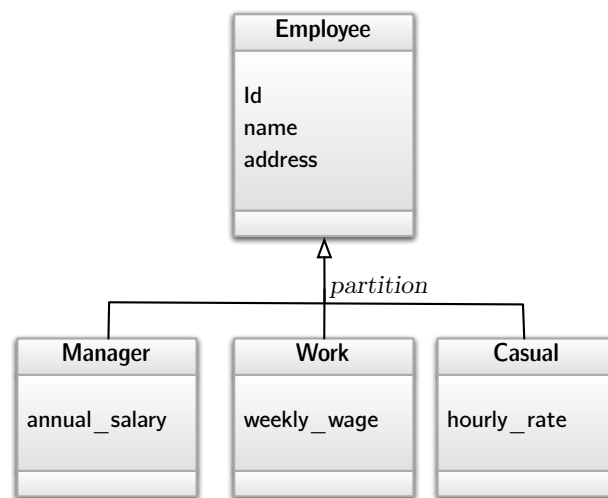 Employee
Id
name
address
partition
Manager
Work
Casual
annual_salary
weekly_wage
hourly_rate